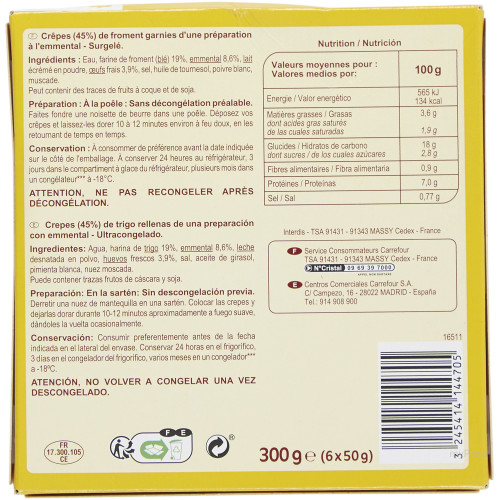 Crêpes (45%) de froment garnies d'une préparation
à l'emmental - Surgelé.
Ingrédients : Eau, farine de froment (blé) 19%, emmental 8,6%, lait
écrémé en poudre, œufs frais 3,9%, sel, huile de tournesol, poivre blanc,
muscade.
Peut contenir des traces de fruits à coque et de soja.
Préparation : À la poêle : Sans décongélation préalable.
Faites fondre une noisette de beurre dans une poêle. Déposez vos
crêpes et laissez-les dorer 10 à 12 minutes environ à feu doux, en les
retournant de temps en temps.
Conservation : À consommer de préférence avant la date indiquée
sur le côté de l'emballage. À conserver 24 heures au réfrigérateur, 3
jours dans le compartiment à glace du réfrigérateur, plusieurs mois dans
un congélateur*** à -18°C.
ATTENTION, NE PAS RECONGELER APRÈS
DÉCONGÉLATION.
Crepes (45%) de trigo rellenas de una preparación
con emmental - Ultracongelado.
Ingredientes: Agua, harina de trigo 19%, emmental 8,6%, leche
desnatada en polvo, huevos frescos 3,9%, sal, aceite de girasol,
pimienta blanca, nuez moscada.
Puede contener trazas frutos de cáscara y soja.
Preparación: En la sartén: Sin descongelación previa.
Derretir una nuez de mantequilla en una sartén. Colocar las crepes y
dejarlas dorar durante 10-12 minutos aproximadamente a fuego suave,
dándoles la vuelta ocasionalmente.
Conservación: Consumir preferentemente antes de la fecha
indicada en el lateral del envase. Conservar 24 horas en el frigorífico,
3 días en el congelador del frigorífico, varios meses en un congelador***
a -18°C.
ATENCIÓN, NO VOLVER A CONGELAR UNA VEZ
DESCONGELADO.
Nutrition / Nutrición
Valeurs moyennes pour :
Valores medios por:
100 g
Energie / Valor energético
565 kJ
134 kcal
Matières grasses / Grasas
3,6 g
dont acides gras saturés
de las cuales saturadas
1,9 g
Glucides / Hidratos de carbono
18 g
dont sucres / de los cuales azúcares
2,8 g
Fibres alimentaires / Fibra alimentaria
0,9 g
Protéines / Proteínas
7,0 g
Sel / Sal
0,77 g
Interdis - TSA 91431 - 91343 MASSY Cedex - France
F Service Consommateurs Carrefour
TSA 91431 - 91343 MASSY Cedex - France
N°Cristal 09 69 39 7000
APPEL NON SURTAXÉ
E Centros Comerciales Carrefour S.A.
C/ Campezo, 16 - 28022 MADRID - España
Tel.: 914 908 900
16511
3 245414 144705
FR
17.300.105
CE
F E
300 g e (6 x 50 g)